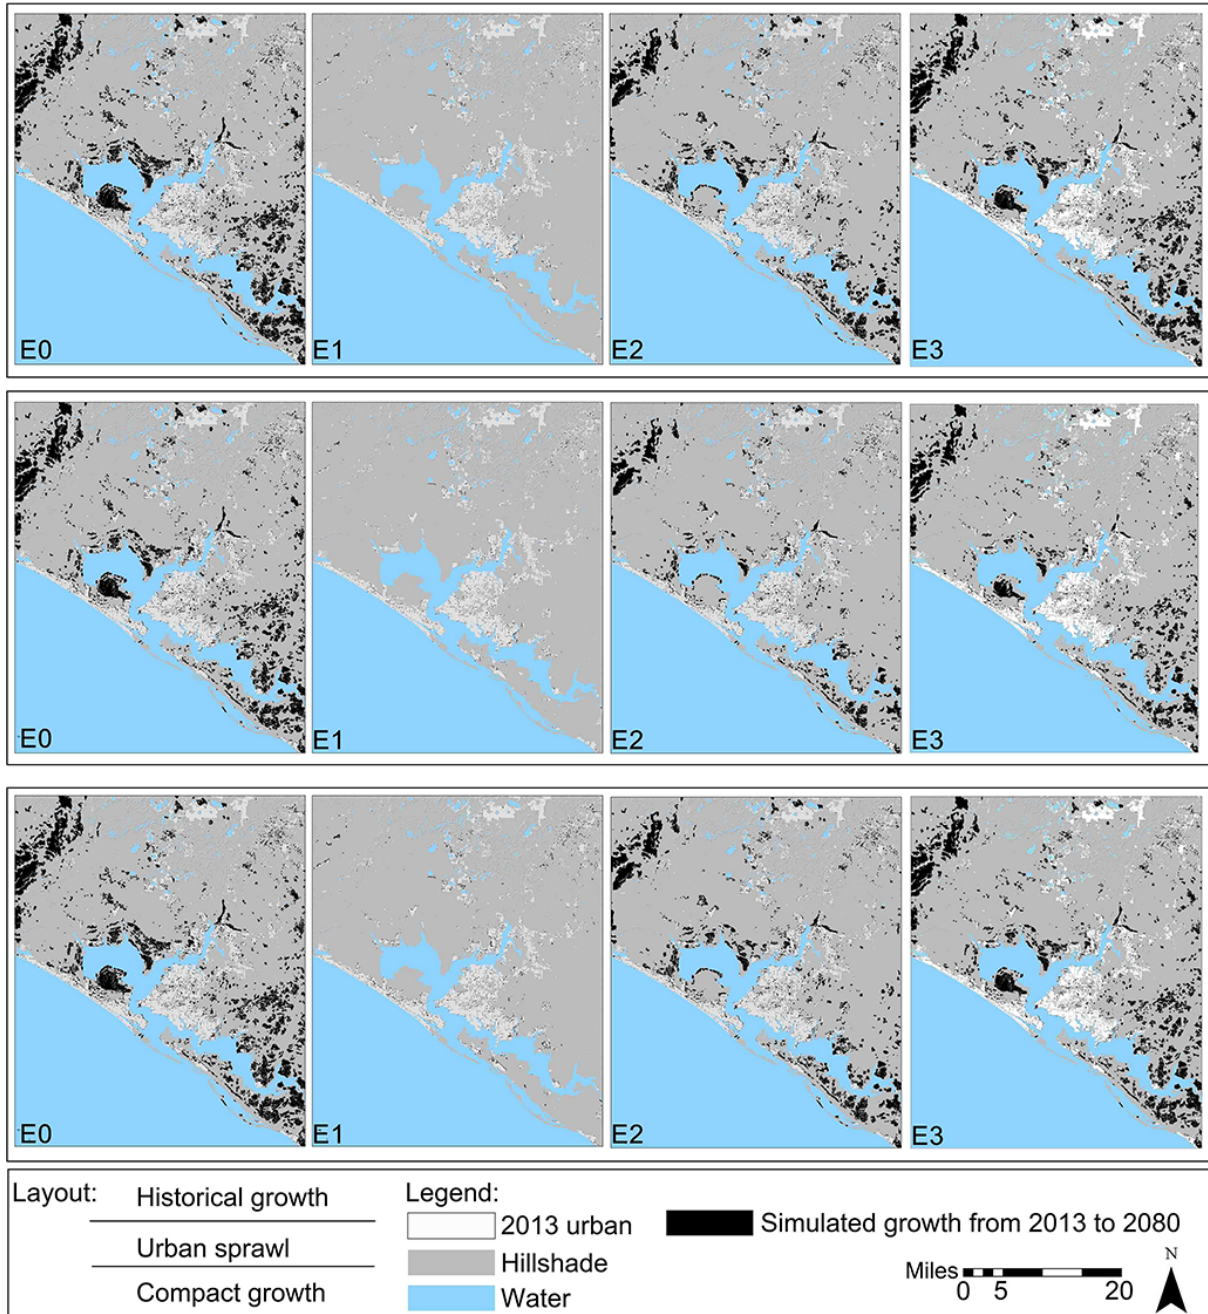 E0 E1 E2 E3
E0 E1 E2 E3
E0 E1 E2 E3
Layout: Historical growth
Urban sprawl
Compact growth
Legend:
2013 urban
Hillshade
Water
Simulated growth from 2013 to 2080
Miles
0 5 20
N